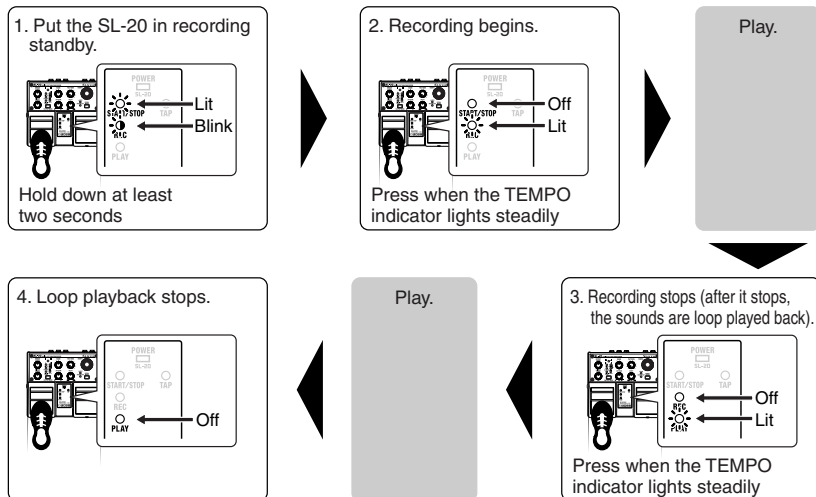 1. Put the SL-20 in recording
standby.
POWER
SL-20
START/STOP
TAP
REC
PLAY
Lit
Blink
Hold down at least
two seconds
2. Recording begins.
POWER
SL-20
START/STOP
TAP
REC
PLAY
Off
Lit
Press when the TEMPO
indicator lights steadily
Play.
3. Recording stops (after it stops,
the sounds are loop played back).
POWER
SL-20
START/STOP
TAP
REC
PLAY
Off
Lit
Press when the TEMPO
indicator lights steadily
Play.
4. Loop playback stops.
POWER
SL-20
START/STOP
TAP
REC
PLAY
Off